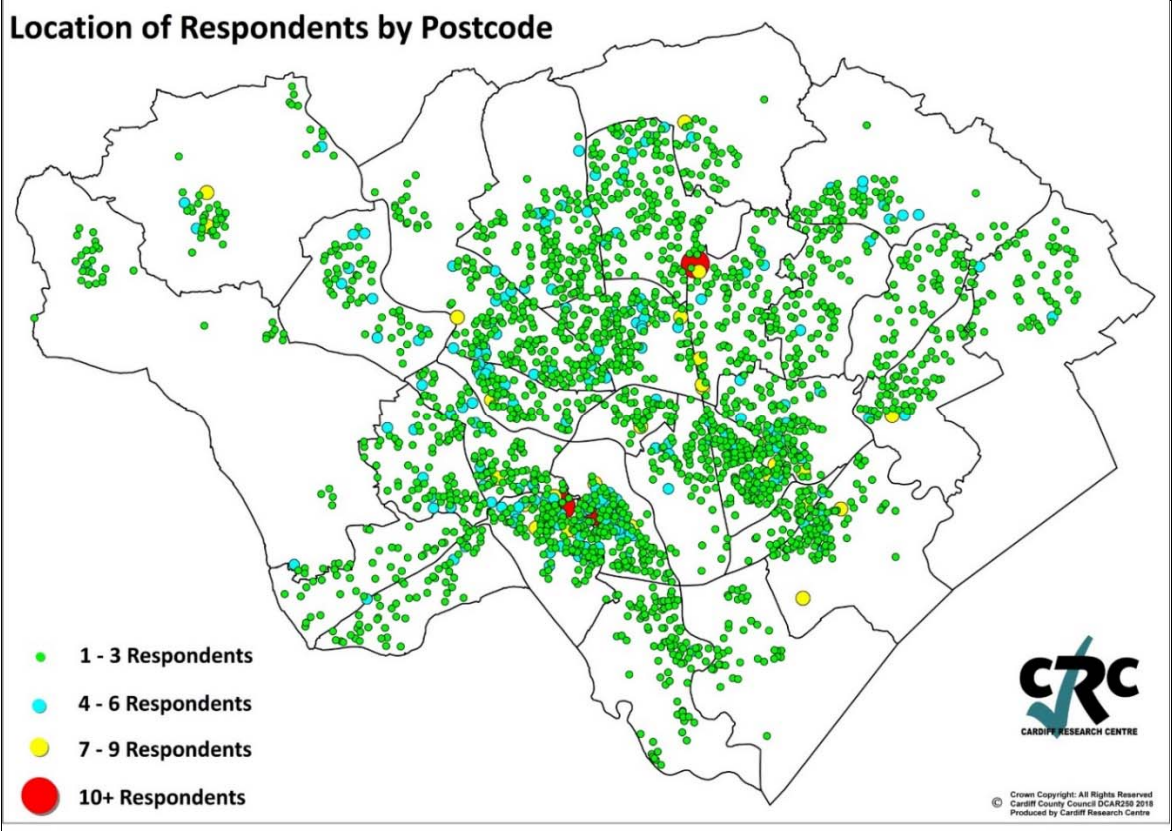 Location of Respondents by Postcode
1 - 3 Respondents
4 - 6 Respondents
7 - 9 Respondents
10+ Respondents
CRC
CARDIFF RESEARCH CENTRE
© Crown Copyright: All Rights Reserved
Cardiff County Council DCAR250 2018
Produced by Cardiff Research Centre